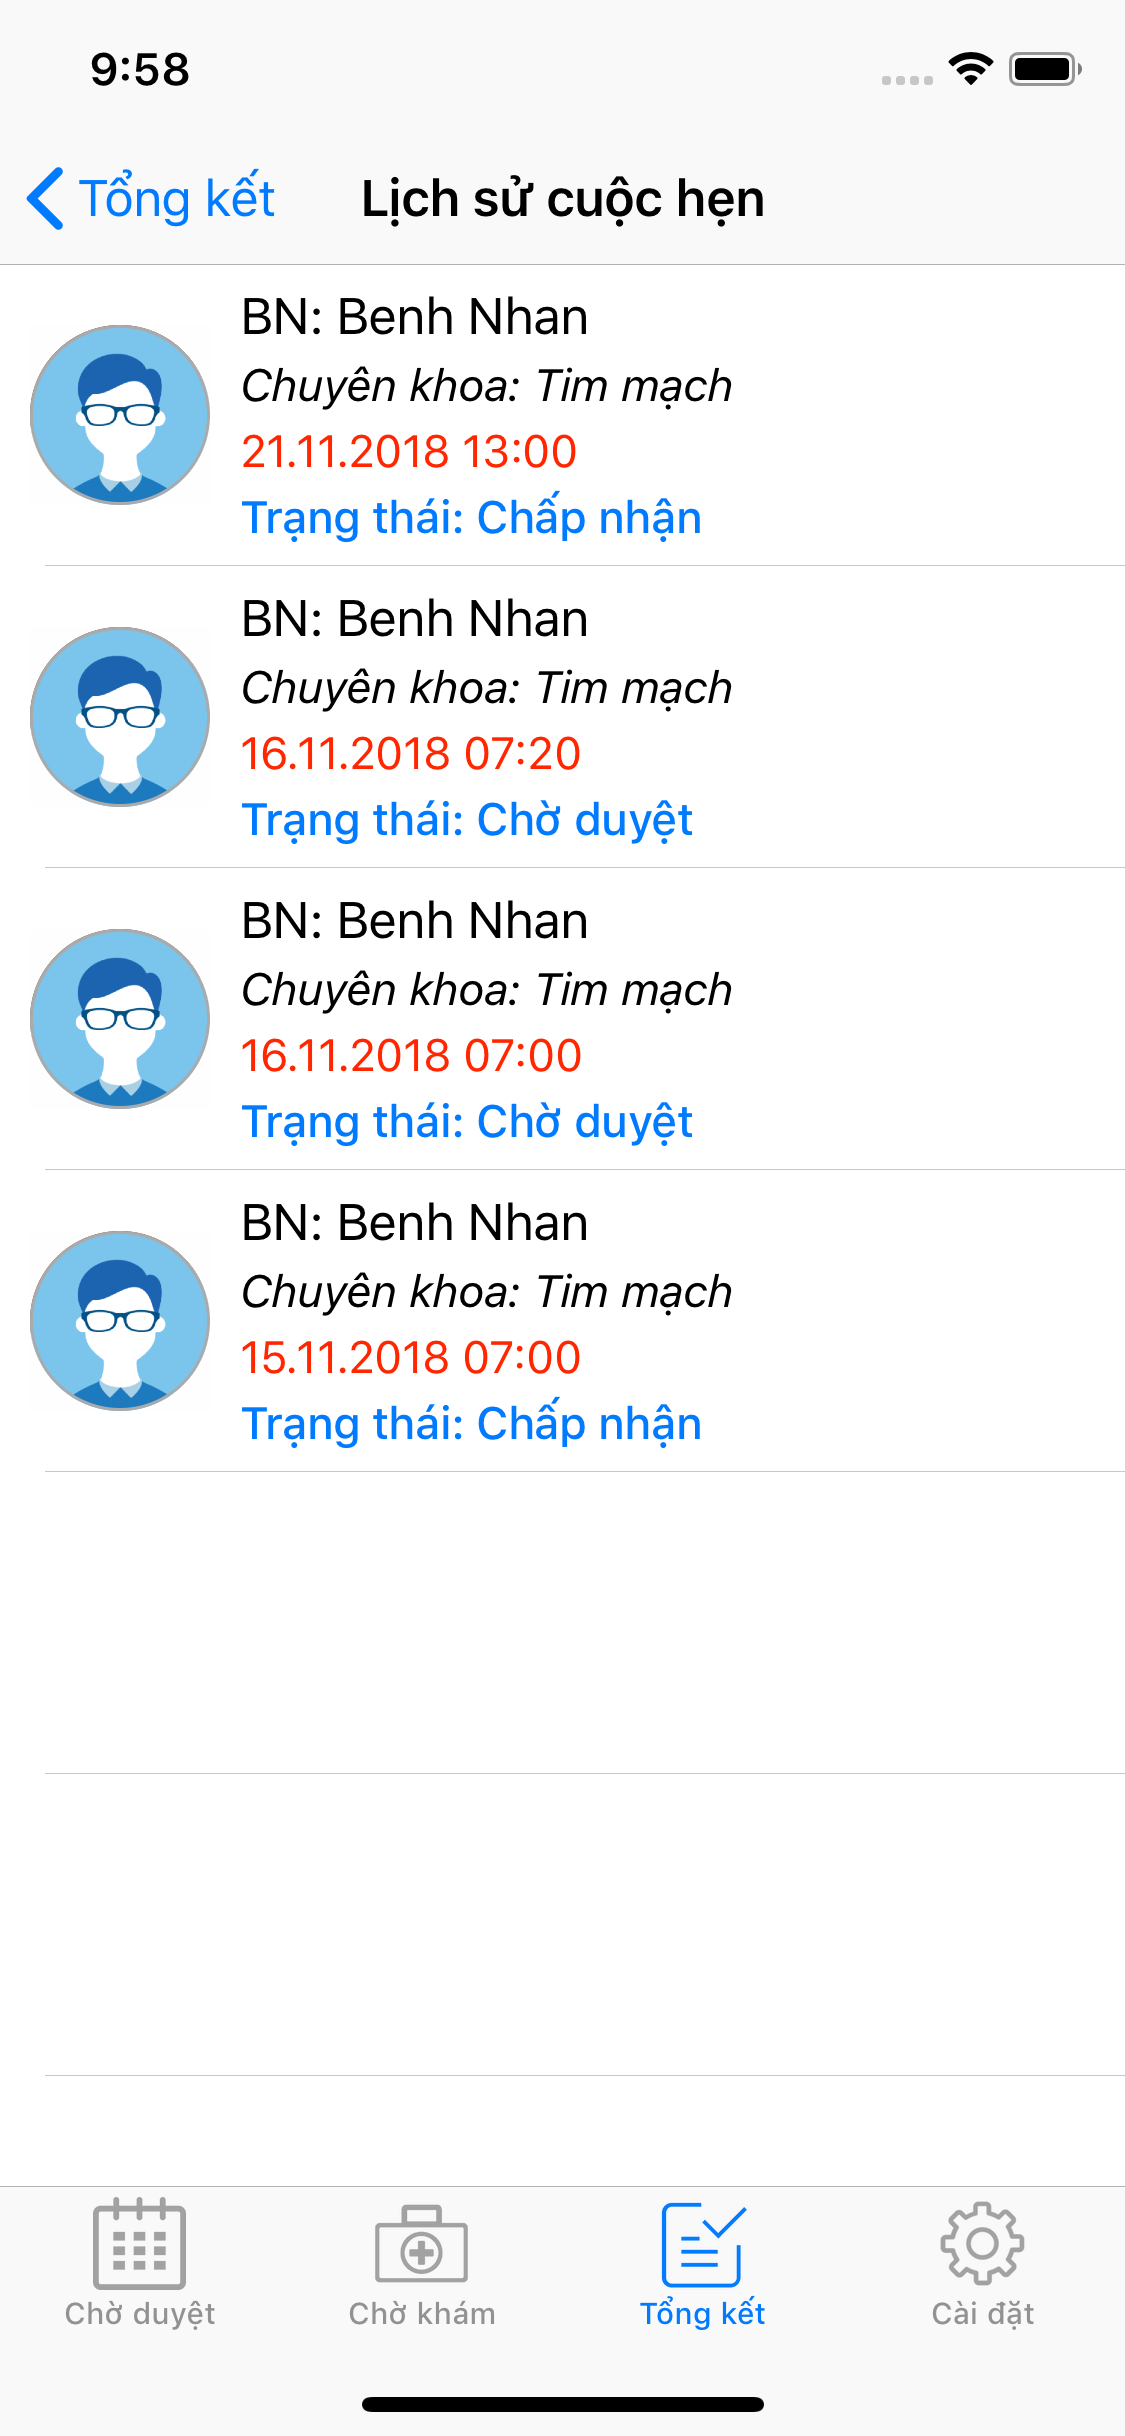 9:58
Tổng kết
Lịch sử cuộc hẹn
BN: Benh Nhan
Chuyên khoa: Tim mạch
21.11.2018 13:00
Trạng thái: Chấp nhận
BN: Benh Nhan
Chuyên khoa: Tim mạch
16.11.2018 07:20
Trạng thái: Chờ duyệt
BN: Benh Nhan
Chuyên khoa: Tim mạch
16.11.2018 07:00
Trạng thái: Chờ duyệt
BN: Benh Nhan
Chuyên khoa: Tim mạch
15.11.2018 07:00
Trạng thái: Chấp nhận
Chờ duyệt
Chờ khám
Tổng kết
Cài đặt